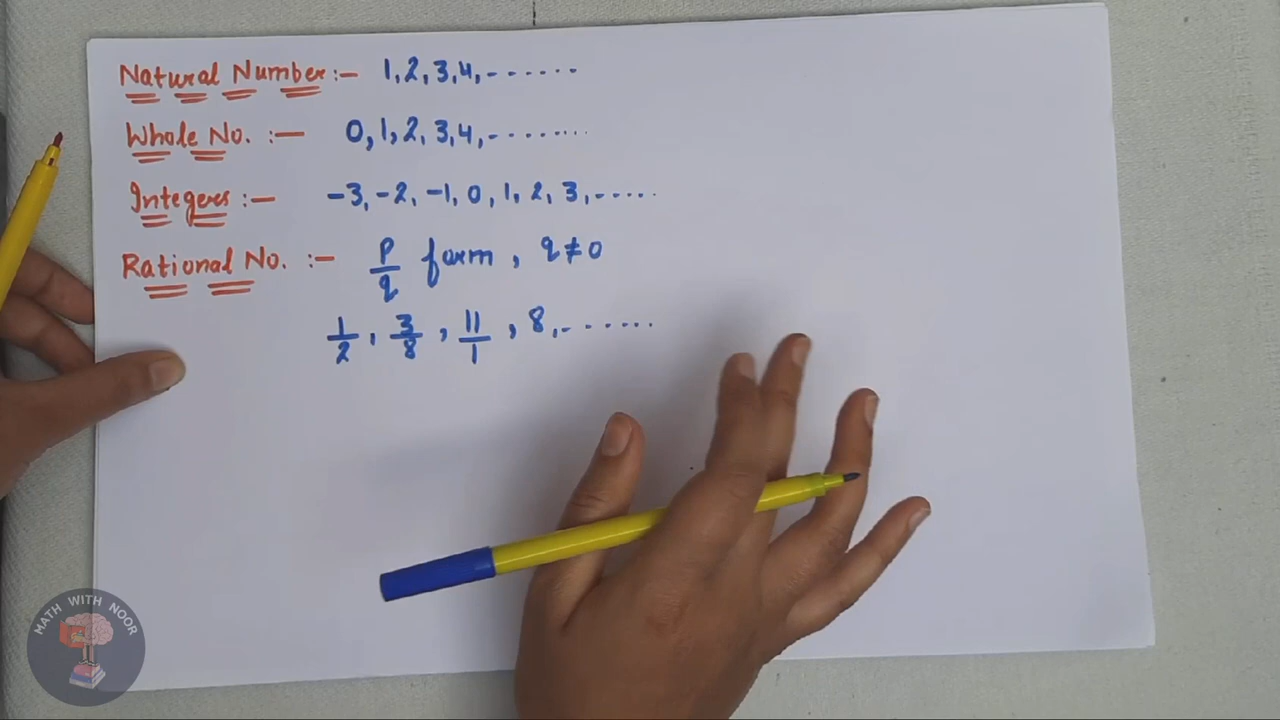 Natural Number :- 1, 2, 3, 4, - - - - - - -
Whole No. :- 0, 1, 2, 3, 4, - - - - - - - -
Integers :- -3, -2, -1, 0, 1, 2, 3, - - - - -
Rational No. :- p/q form, q≠0
1/2, 3/8, 11/1, 8, - - - - - - -
MATH WITH NOOR